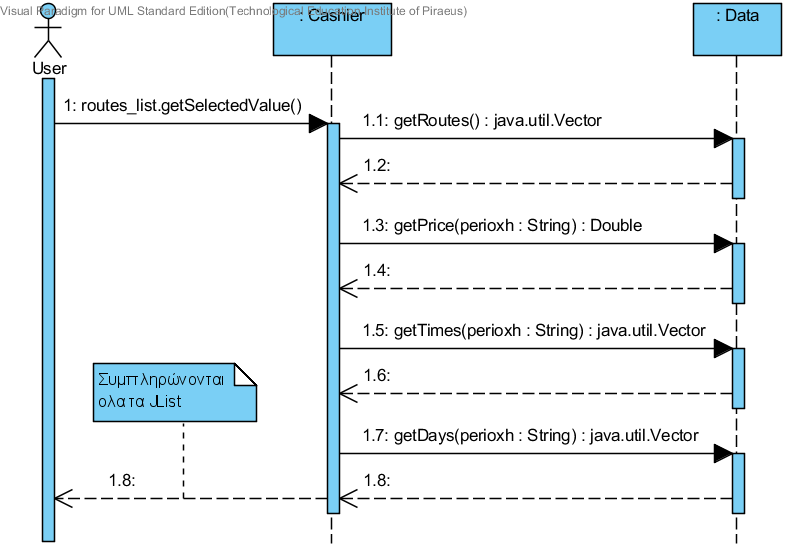 Visual Paradigm for UML Standard Edition(Technological Education Institute of Piraeus)
: Cashier
: Data
User
1: routes_list.getSelectedValue()
1.1: getRoutes() : java.util.Vector
1.2:
1.3: getPrice(perioxh : String) : Double
1.4:
1.5: getTimes(perioxh : String) : java.util.Vector
1.6:
Συμπληρώνονται
ολα τα JList
1.7: getDays(perioxh : String) : java.util.Vector
1.8:
1.8: